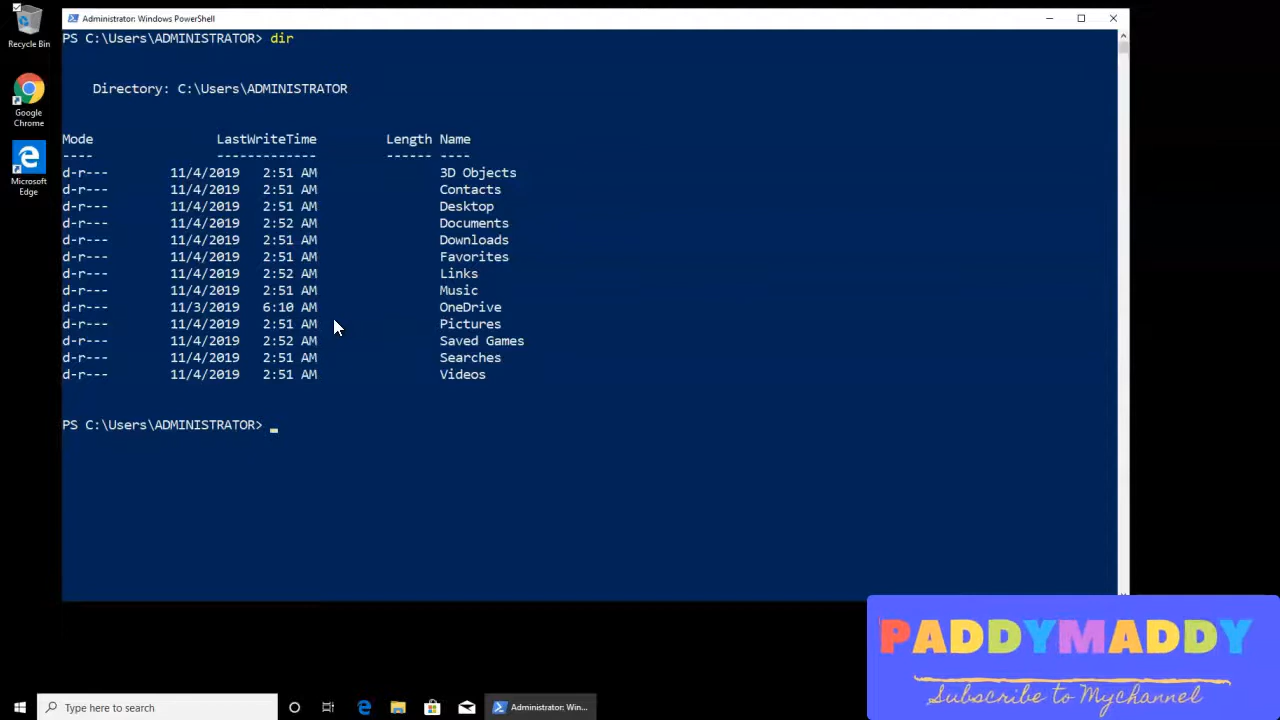 Recycle Bin
Google
Chrome
Microsoft
Edge
Administrator: Windows PowerShell
PS C:\Users\ADMINISTRATOR> dir
Directory: C:\Users\ADMINISTRATOR
Mode LastWriteTime Length Name
---- ------------- ------ ----
d-r--- 11/4/2019 2:51 AM 3D Objects
d-r--- 11/4/2019 2:51 AM Contacts
d-r--- 11/4/2019 2:51 AM Desktop
d-r--- 11/4/2019 2:52 AM Documents
d-r--- 11/4/2019 2:51 AM Downloads
d-r--- 11/4/2019 2:51 AM Favorites
d-r--- 11/4/2019 2:52 AM Links
d-r--- 11/4/2019 2:51 AM Music
d-r--- 11/3/2019 6:10 AM OneDrive
d-r--- 11/4/2019 2:51 AM Pictures
d-r--- 11/4/2019 2:52 AM Saved Games
d-r--- 11/4/2019 2:51 AM Searches
d-r--- 11/4/2019 2:51 AM Videos
PS C:\Users\ADMINISTRATOR> _
PADDYMADDY
Subscribe to Mychannel
Type here to search
Administrator: Win...